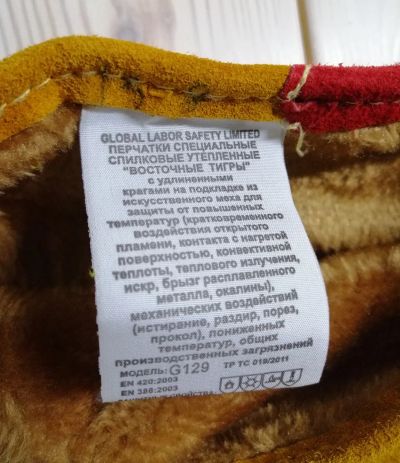 GLOBAL LABOR SAFETY LIMITED
ПЕРЧАТКИ СПЕЦИАЛЬНЫЕ
СПИЛКОВЫЕ УТЕПЛЕННЫЕ
"ВОСТОЧНЫЕ ТИГРЫ"
с удлиненными
крагами на подкладке из
искусственного меха для
защиты от повышенных
температур (кратковременного
воздействия открытого
пламени, контакта с нагретой
поверхностью, конвективной
теплоты, теплового излучения,
искр, брызг расплавленного
металла, окалины),
механических воздействий
(истирание, раздир, порез,
прокол), пониженных
температур, общих
производственных загрязнений
МОДЕЛЬ: G129 ТР ТС 019/2011
EN 420:2003
EN 388:2003